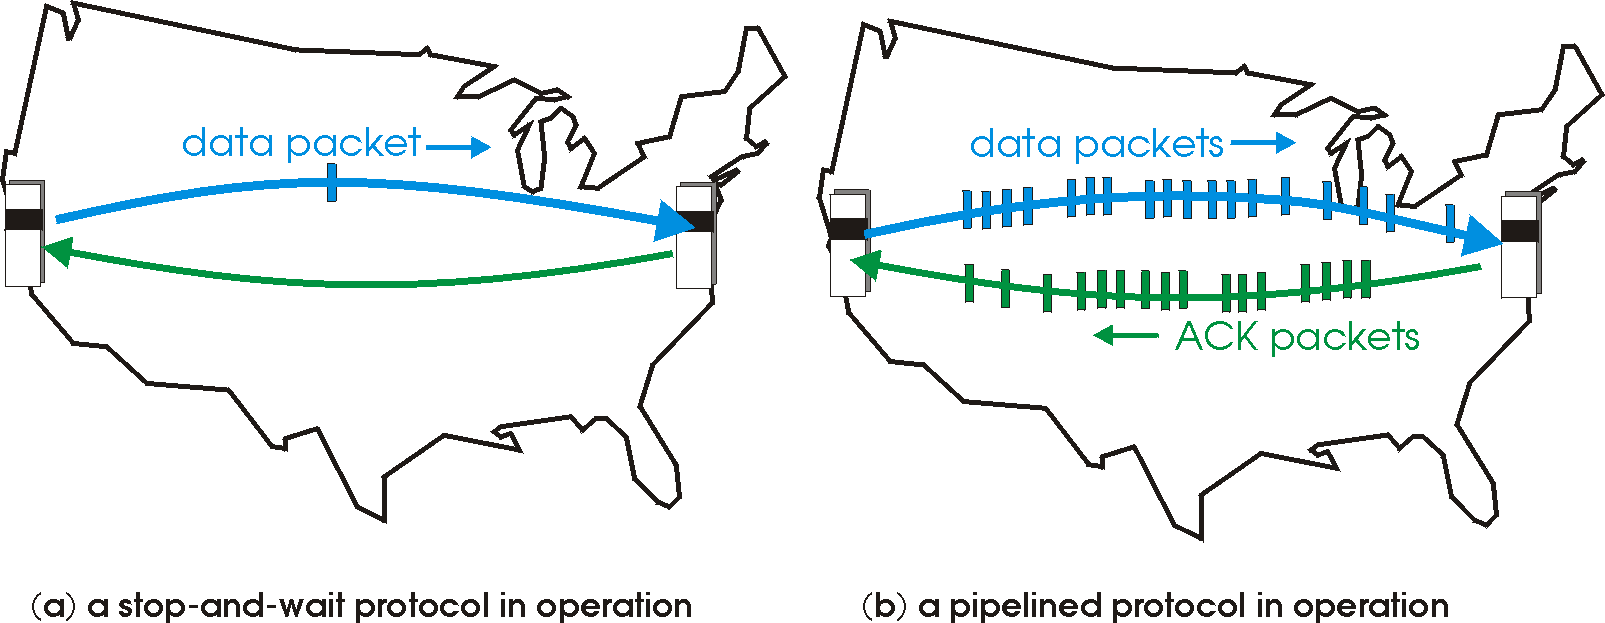 data packet
(a) a stop-and-wait protocol in operation
data packets
ACK packets
(b) a pipelined protocol in operation